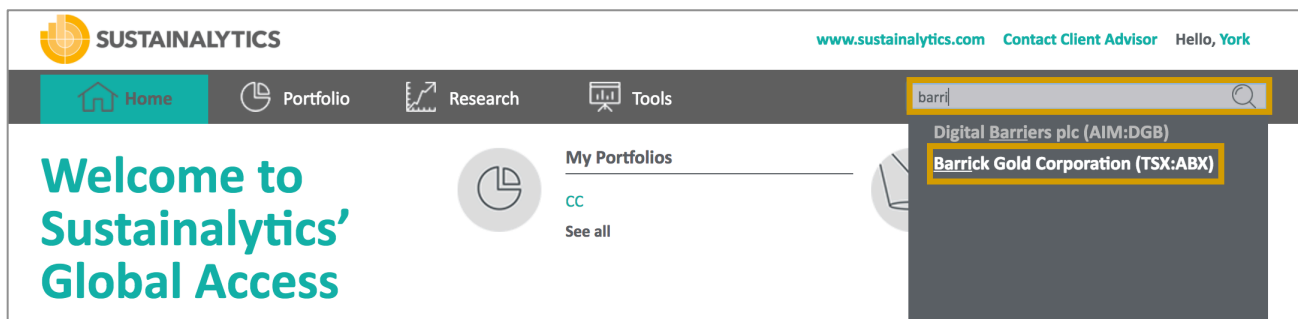 SUSTAINALYTICS
www.sustainalytics.com Contact Client Advisor Hello, York
Home Portfolio Research Tools
barri
Digital Barriers plc (AIM:DGB)
Barrick Gold Corporation (TSX:ABX)
Welcome to
Sustainalytics’
Global Access
My Portfolios
CC
See all